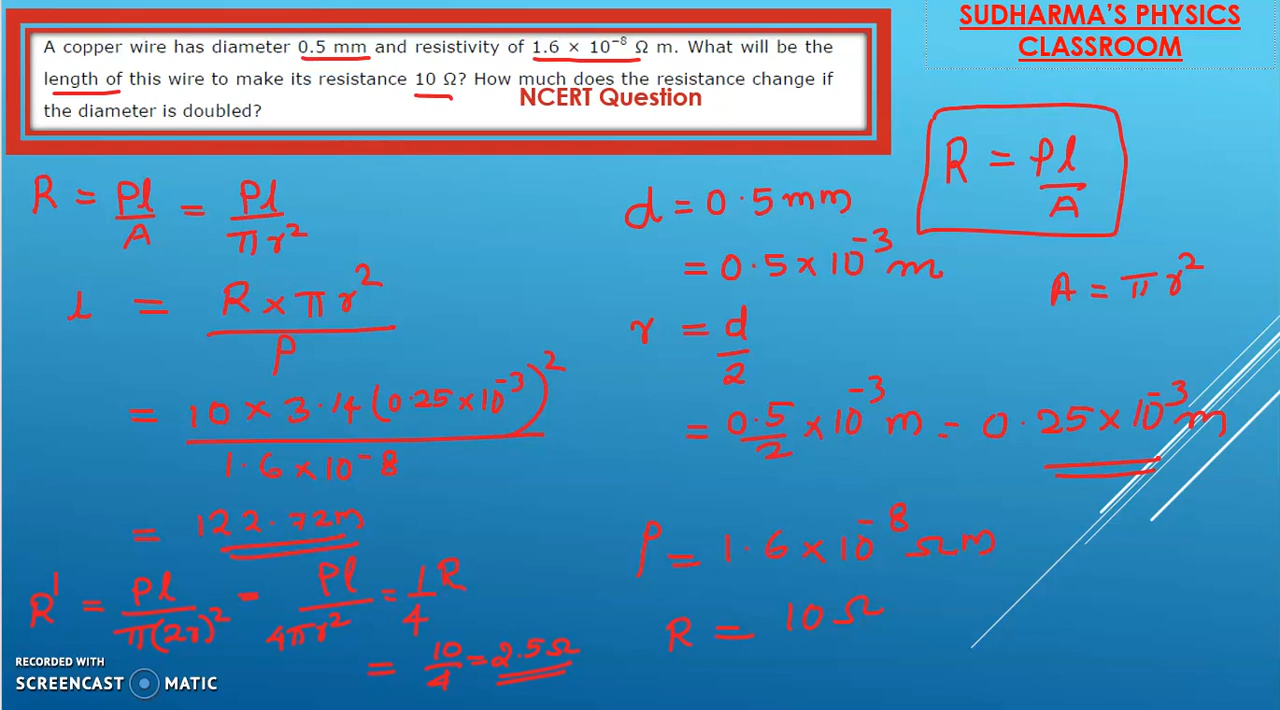 SUDHARMA'S PHYSICS
CLASSROOM
A copper wire has diameter 0.5 mm and resistivity of 1.6 × 10⁻⁸ Ω m. What will be the
length of this wire to make its resistance 10 Ω? How much does the resistance change if
the diameter is doubled?
NCERT Question
R = ρl/A
A = πr²
R = ρl/A = ρl/πr²
l = R × πr² / ρ
= 10 × 3.14 (0.25 × 10⁻³)² / 1.6 × 10⁻⁸
= 122.72m
R' = ρl/π(2r)² - ρl/4πr² = 1/4 R
= 10/4 = 2.5Ω
d = 0.5mm
= 0.5 × 10⁻³ m
r = d/2
= 0.5/2 × 10⁻³ m = 0.25 × 10⁻³ m
ρ = 1.6 × 10⁻⁸ Ωm
R = 10Ω
RECORDED WITH
SCREENCAST MATIC